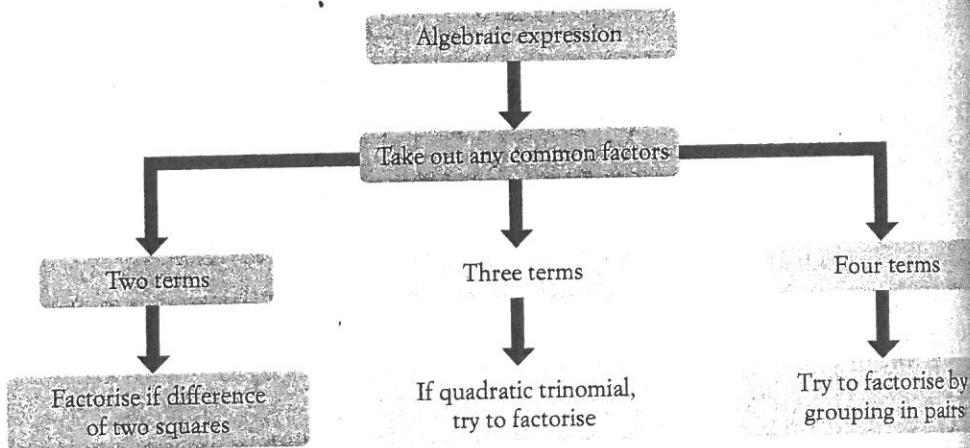 Algebraic expression
Take out any common factors
Two terms
Three terms
Four terms
Factorise if difference
of two squares
If quadratic trinomial,
try to factorise
Try to factorise by
grouping in pairs